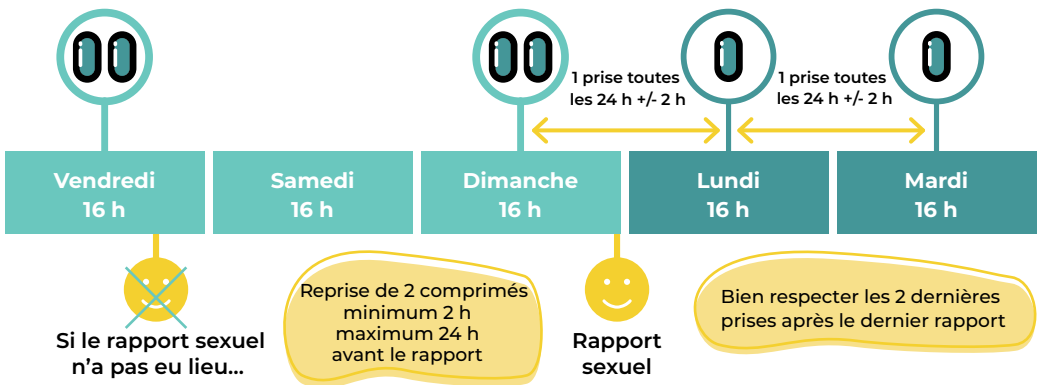 1 prise toutes
les 24 h +/- 2 h
1 prise toutes
les 24 h +/- 2 h
Vendredi
16 h
Samedi
16 h
Dimanche
16 h
Lundi
16 h
Mardi
16 h
Si le rapport sexuel
n’a pas eu lieu...
Reprise de 2 comprimés
minimum 2 h
maximum 24 h
avant le rapport
Rapport
sexuel
Bien respecter les 2 dernières
prises après le dernier rapport